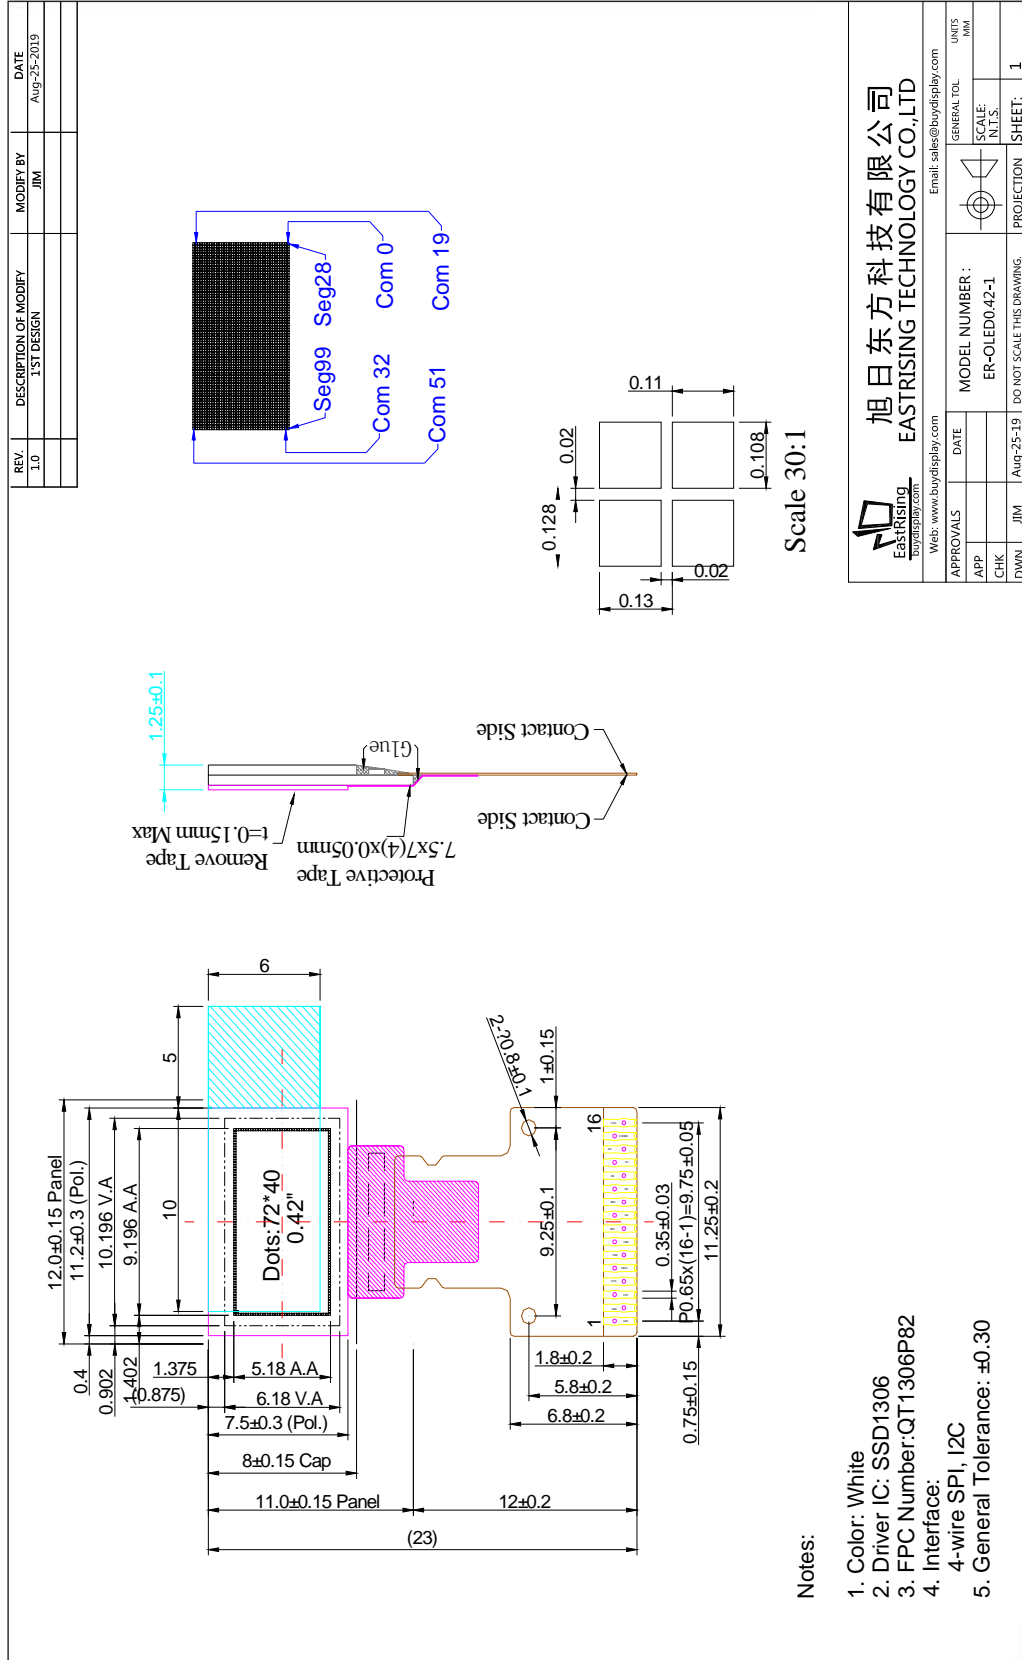 REV.
DESCRIPTION OF MODIFY
MODIFY BY
DATE
1.0
1'ST DESIGN
JIM
Aug-25-2019
12.0±0.15 Panel
11.2±0.3 (Pol.)
10.196 V.A
9.196 A.A
10
5
6
0.4
0.902
1.402
Dots:72*40
0.42"
1.375
5.18 A.A
(0.875)
6.18 V.A
7.5±0.3 (Pol.)
8±0.15 Cap
11.0±0.15 Panel
12±0.2
(23)
2-?0.8±0.1
1±0.15
9.25±0.1
1
16
0.35±0.03
P0.65x(16-1)=9.75±0.05
11.25±0.2
0.75±0.15
1.8±0.2
5.8±0.2
6.8±0.2
1.25±0.1
Remove Tape
t=0.15mm Max
Protective Tape
7.5x7(4)x0.05mm
Glue
Contact Side
Contact Side
Seg99
Seg28
Com 32
Com 0
Com 51
Com 19
0.128
0.02
0.11
0.13
0.02
0.108
Scale 30:1
Notes:
1. Color: White
2. Driver IC: SSD1306
3. FPC Number:QT1306P82
4. Interface:
4-wire SPI, I2C
5. General Tolerance: ±0.30
EastRising
buydisplay.com
旭日东方科技有限公司
EASTRISING TECHNOLOGY CO.,LTD
Web: www.buydisplay.com
Email: sales@buydisplay.com
APPROVALS
DATE
MODEL NUMBER :
ER-OLED0.42-1
GENERAL TOL.
UNITS
MM
APP
CHK
SCALE:
N.T.S.
DWN
JIM
Aug-25-19
DO NOT SCALE THIS DRAWING.
PROJECTION
SHEET:
1